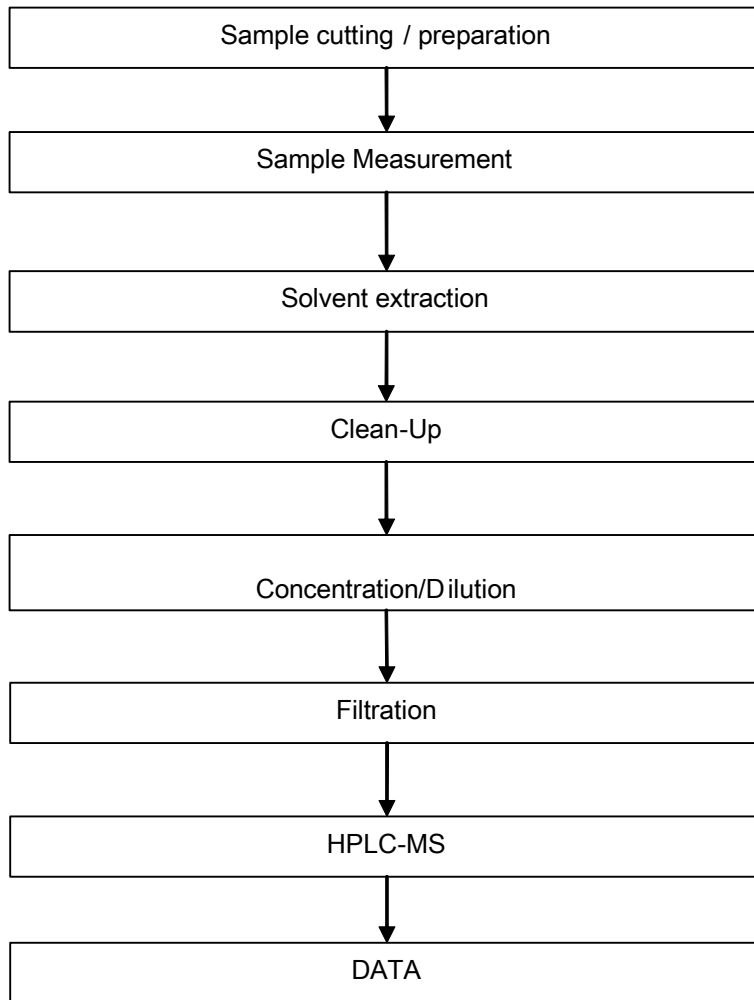 Sample cutting / preparation
Sample Measurement
Solvent extraction
Clean-Up
Concentration/Dilution
Filtration
HPLC-MS
DATA